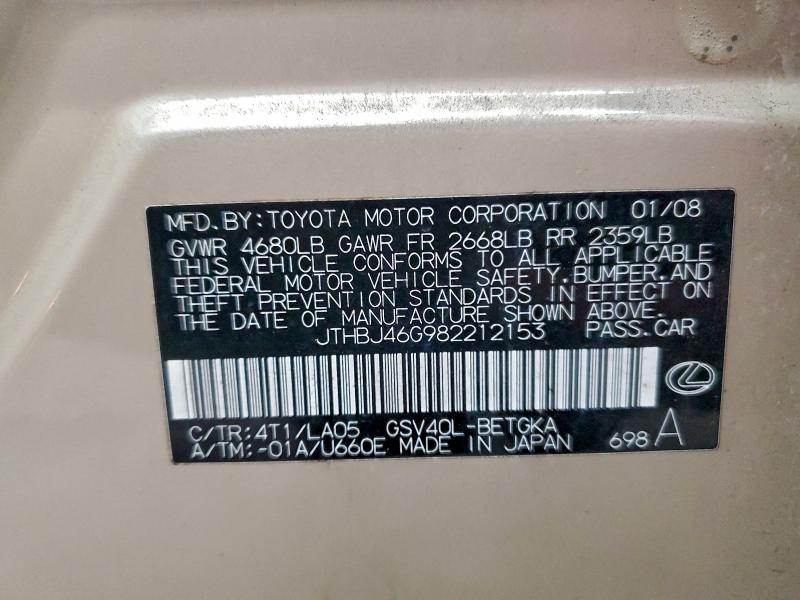 MFD. BY: TOYOTA MOTOR CORPORATION 01/08
GVWR 4680LB GAWR FR 2668LB RR 2359LB
THIS VEHICLE CONFORMS TO ALL APPLICABLE
FEDERAL MOTOR VEHICLE SAFETY, BUMPER, AND
THEFT PREVENTION STANDARDS IN EFFECT ON
THE DATE OF MANUFACTURE SHOWN ABOVE.
JTHBJ46G982212153 PASS. CAR
C/TR: 4T1/LA05 GSV40L-BETGKA
A/TM: -01A/U660E MADE IN JAPAN 698 A